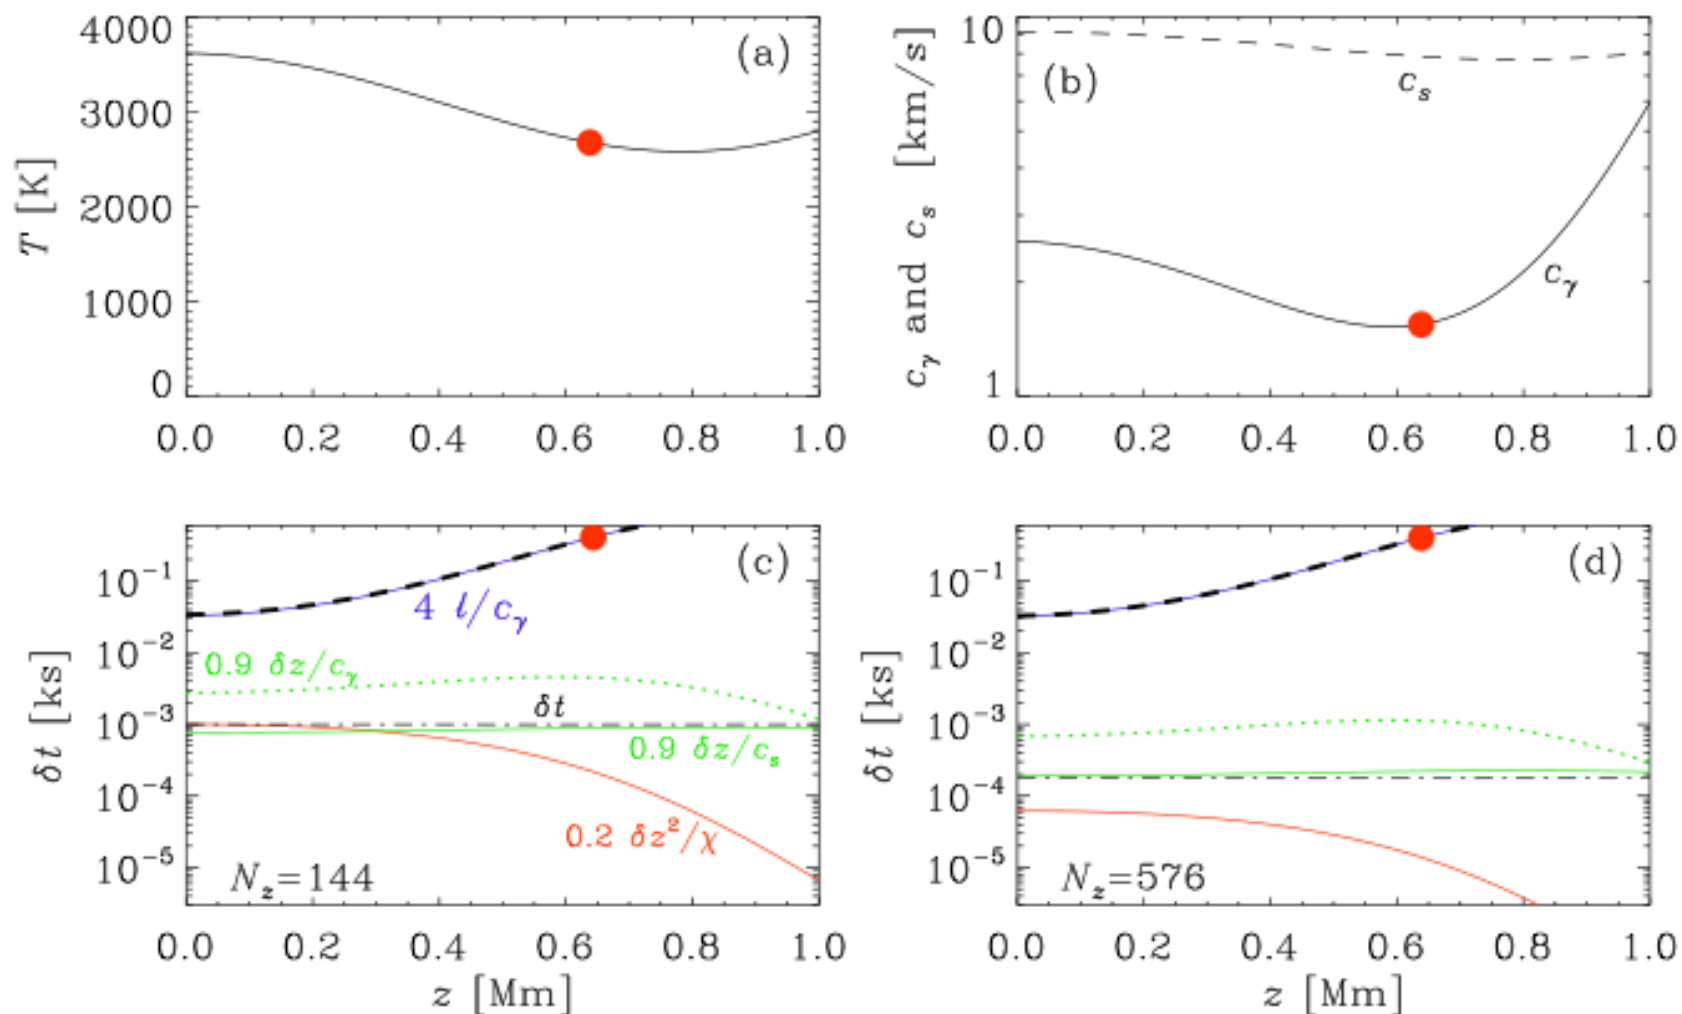 4000
3000
2000
1000
0
T [K]
(a)
0.0 0.2 0.4 0.6 0.8 1.0
10
1
c_γ and c_s [km/s]
(b)
c_s
c_γ
0.0 0.2 0.4 0.6 0.8 1.0
10⁻¹
10⁻²
10⁻³
10⁻⁴
10⁻⁵
δt [ks]
(c)
4 l/c_γ
0.9 δz/c_γ
δt
0.9 δz/c_s
0.2 δz²/χ
N_z=144
0.0 0.2 0.4 0.6 0.8 1.0
z [Mm]
10⁻¹
10⁻²
10⁻³
10⁻⁴
10⁻⁵
δt [ks]
(d)
N_z=576
0.0 0.2 0.4 0.6 0.8 1.0
z [Mm]